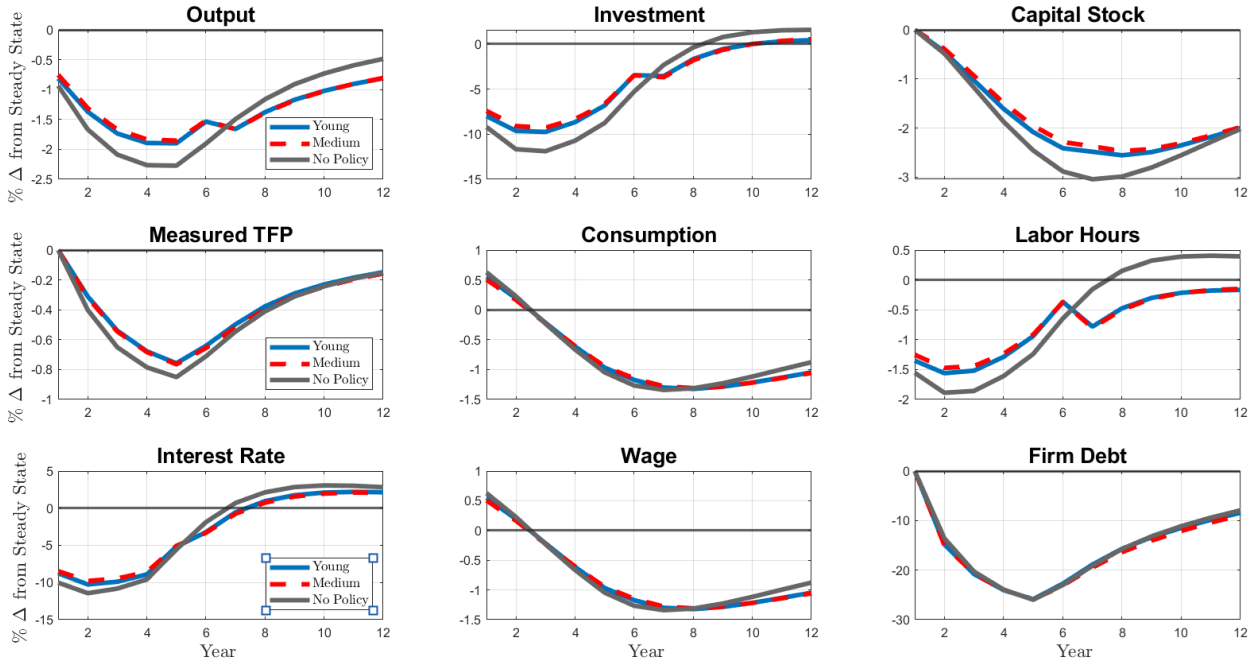 Output
Investment
Capital Stock
% Δ from Steady State
0
-0.5
-1
-1.5
-2
-2.5
2 4 6 8 10 12
Young
Medium
No Policy
0
-5
-10
-15
2 4 6 8 10 12
0
-1
-2
-3
2 4 6 8 10 12
Measured TFP
Consumption
Labor Hours
% Δ from Steady State
0
-0.2
-0.4
-0.6
-0.8
-1
2 4 6 8 10 12
Young
Medium
No Policy
1
0.5
0
-0.5
-1
-1.5
2 4 6 8 10 12
0.5
0
-0.5
-1
-1.5
-2
2 4 6 8 10 12
Interest Rate
Wage
Firm Debt
% Δ from Steady State
5
0
-5
-10
-15
2 4 6 8 10 12
Year
Young
Medium
No Policy
1
0.5
0
-0.5
-1
-1.5
2 4 6 8 10 12
Year
0
-10
-20
-30
2 4 6 8 10 12
Year